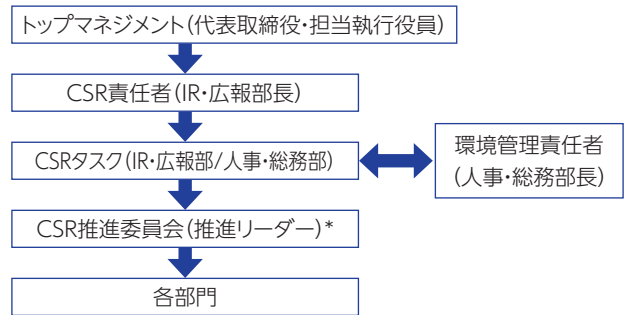 トップマネジメント(代表取締役・担当執行役員)
CSR責任者(IR・広報部長)
CSRタスク(IR・広報部/人事・総務部)
環境管理責任者
(人事・総務部長)
CSR推進委員会(推進リーダー)*
各部門